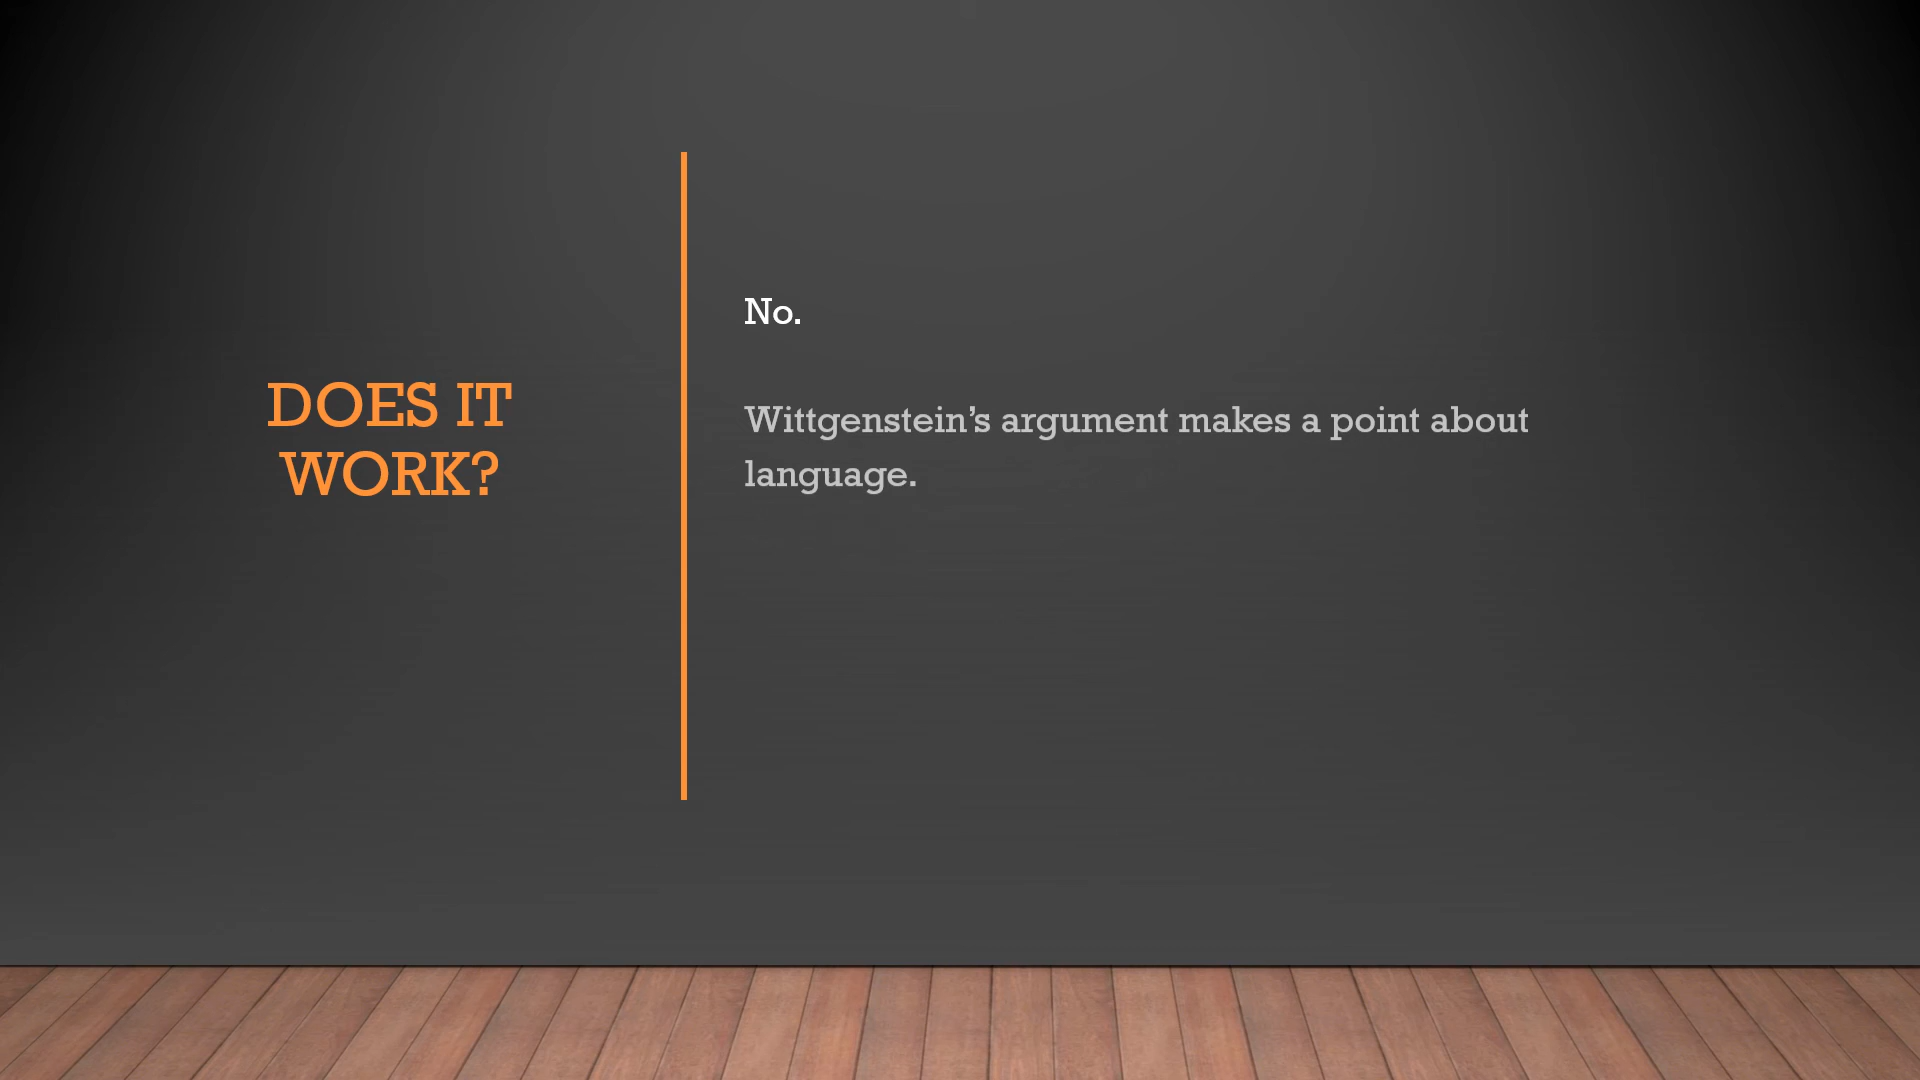 DOES IT
WORK?
No.
Wittgenstein’s argument makes a point about
language.